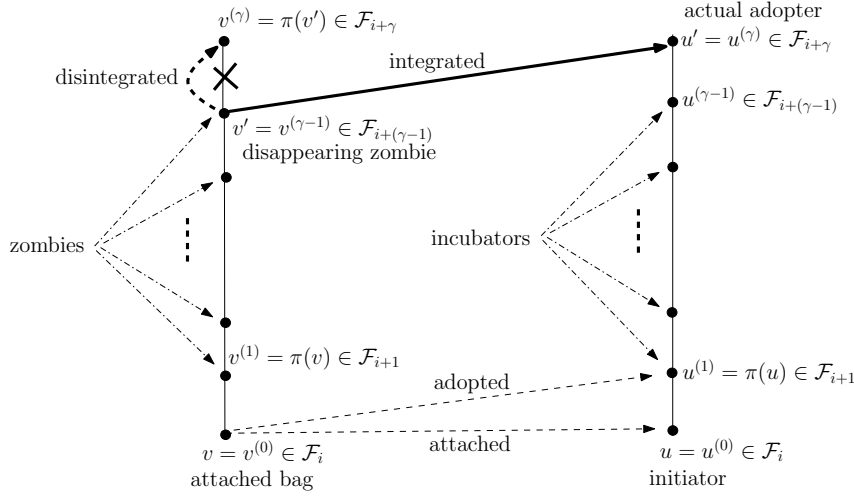 actual adopter
v^{(γ)} = π(v′) ∈ F_{i+γ}
u′ = u^{(γ)} ∈ F_{i+γ}
integrated
disintegrated
u^{(γ−1)} ∈ F_{i+(γ−1)}
v′ = v^{(γ−1)} ∈ F_{i+(γ−1)}
disappearing zombie
zombies
incubators
v^{(1)} = π(v) ∈ F_{i+1}
u^{(1)} = π(u) ∈ F_{i+1}
adopted
attached
v = v^{(0)} ∈ F_i
attached bag
u = u^{(0)} ∈ F_i
initiator